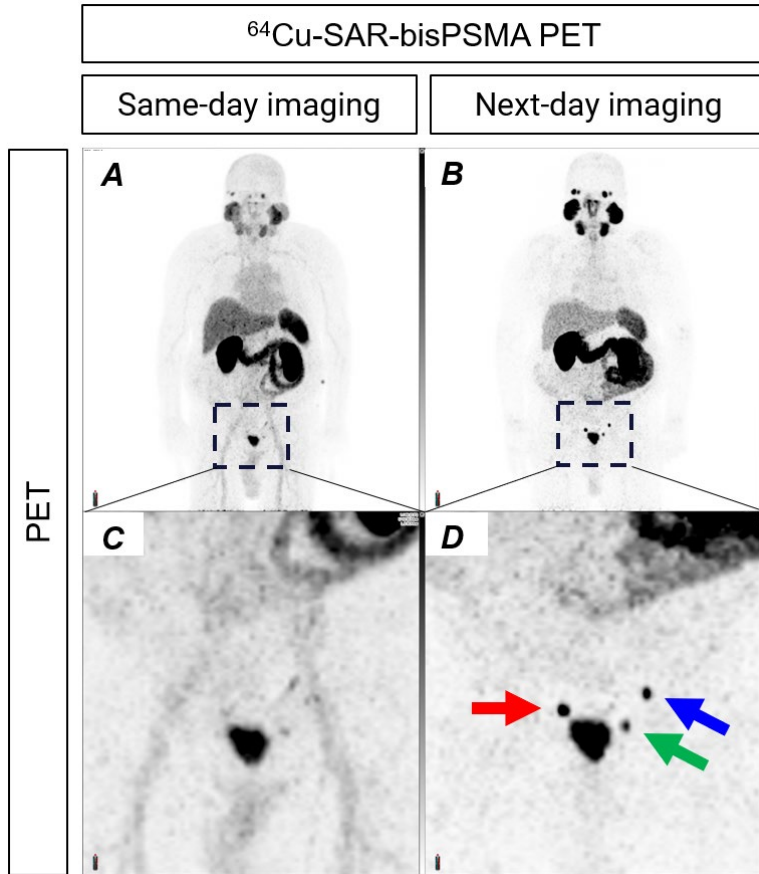 ⁶⁴Cu-SAR-bisPSMA PET
Same-day imaging
Next-day imaging
PET
A
B
C
D